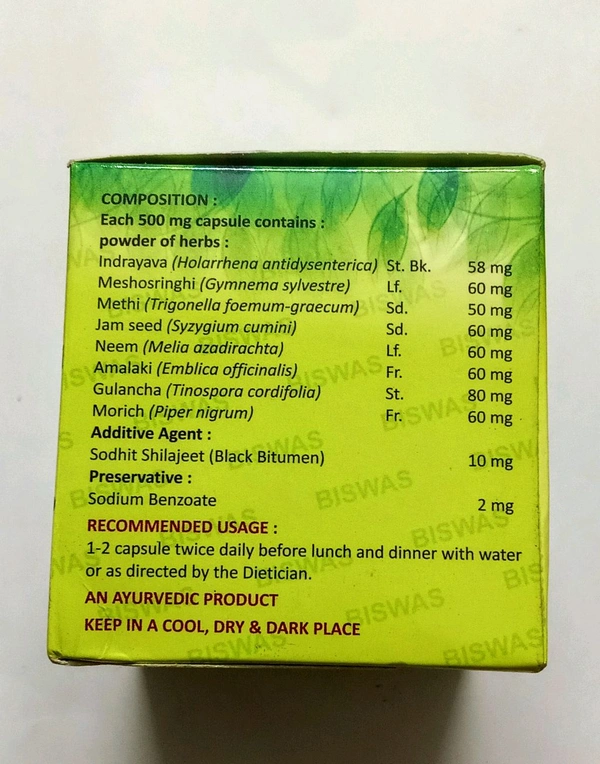 COMPOSITION :
Each 500 mg capsule contains :
powder of herbs :
Indrayava (Holarrhena antidysenterica) St. Bk. 58 mg
Meshosringhi (Gymnema sylvestre) Lf. 60 mg
Methi (Trigonella foemum-graecum) Sd. 50 mg
Jam seed (Syzygium cumini) Sd. 60 mg
Neem (Melia azadirachta) Lf. 60 mg
Amalaki (Emblica officinalis) Fr. 60 mg
Gulancha (Tinospora cordifolia) St. 80 mg
Morich (Piper nigrum) Fr. 60 mg
Additive Agent :
Sodhit Shilajeet (Black Bitumen) 10 mg
Preservative :
Sodium Benzoate 2 mg
RECOMMENDED USAGE :
1-2 capsule twice daily before lunch and dinner with water
or as directed by the Dietician.
AN AYURVEDIC PRODUCT
KEEP IN A COOL, DRY & DARK PLACE
BISWAS